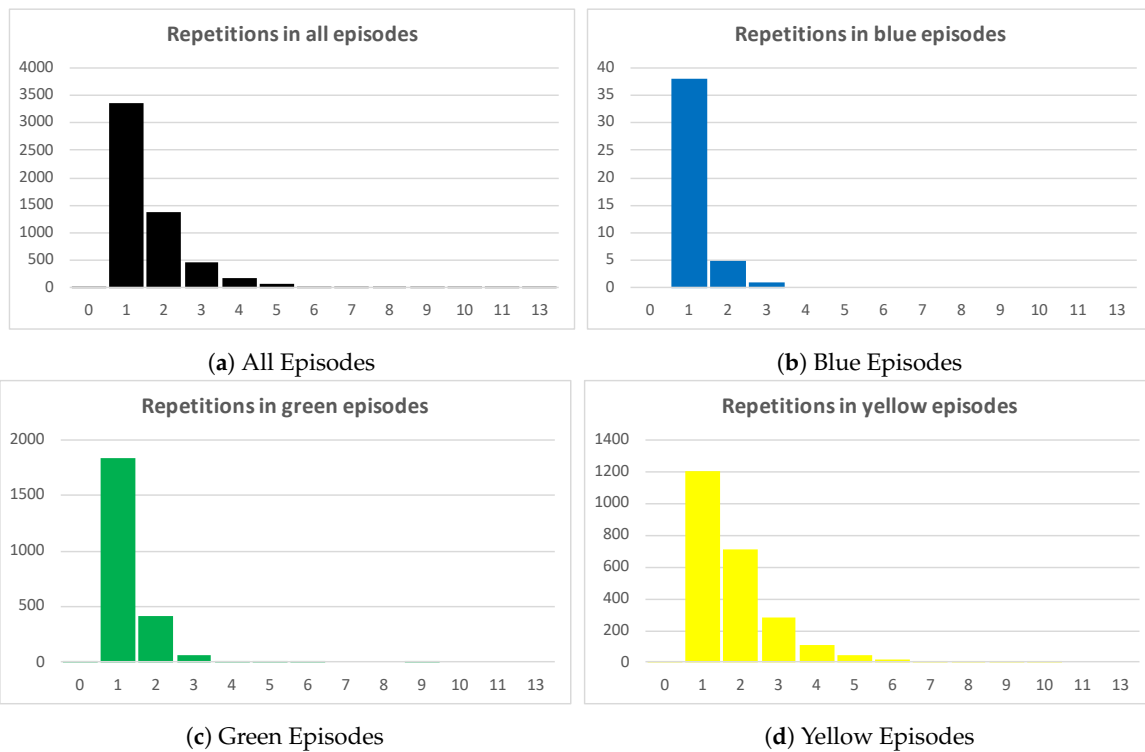 Repetitions in all episodes
4000
3500
3000
2500
2000
1500
1000
500
0
0 1 2 3 4 5 6 7 8 9 10 11 13
(a) All Episodes
Repetitions in blue episodes
40
35
30
25
20
15
10
5
0
0 1 2 3 4 5 6 7 8 9 10 11 13
(b) Blue Episodes
Repetitions in green episodes
2000
1500
1000
500
0
0 1 2 3 4 5 6 7 8 9 10 11 13
(c) Green Episodes
Repetitions in yellow episodes
1400
1200
1000
800
600
400
200
0
0 1 2 3 4 5 6 7 8 9 10 11 13
(d) Yellow Episodes